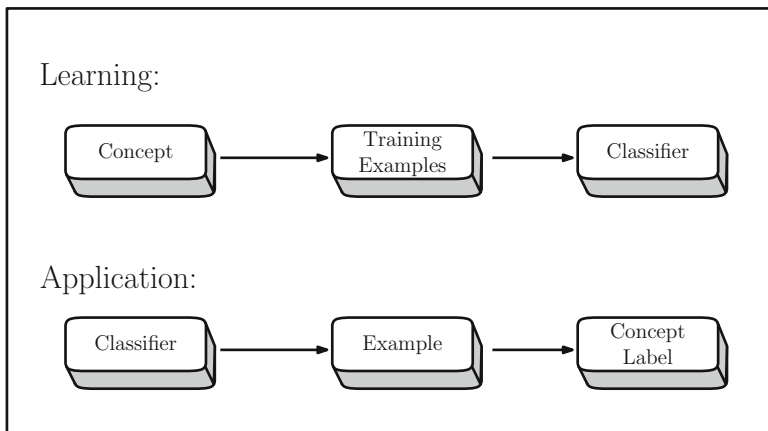 Learning:
Concept
Training
Examples
Classifier
Application:
Classifier
Example
Concept
Label